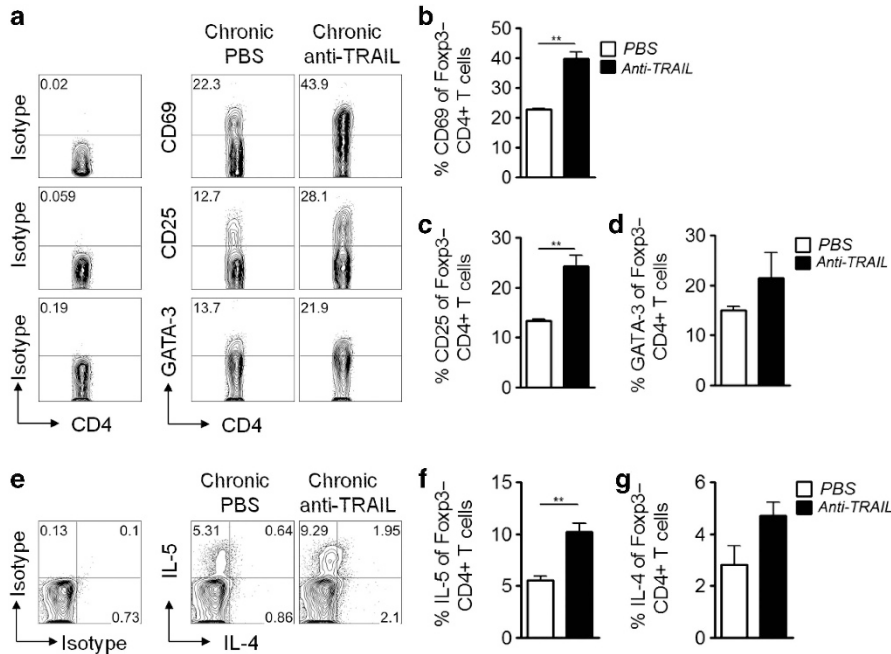 a
Chronic PBS
Chronic anti-TRAIL
Isotype
0.02
CD69
22.3
43.9
Isotype
0.059
CD25
12.7
28.1
Isotype
0.19
GATA-3
13.7
21.9
CD4
CD4
b
% CD69 of Foxp3–
CD4+ T cells
50
40
30
20
10
0
**
PBS
Anti-TRAIL
c
% CD25 of Foxp3–
CD4+ T cells
30
20
10
0
**
d
% GATA-3 of Foxp3–
CD4+ T cells
30
20
10
0
PBS
Anti-TRAIL
e
Chronic PBS
Chronic anti-TRAIL
Isotype
0.13 0.1
0.73
Isotype
IL-5
5.31 0.64
0.86
9.29 1.95
2.1
IL-4
f
% IL-5 of Foxp3–
CD4+ T cells
15
10
5
0
**
g
% IL-4 of Foxp3–
CD4+ T cells
6
4
2
0
PBS
Anti-TRAIL